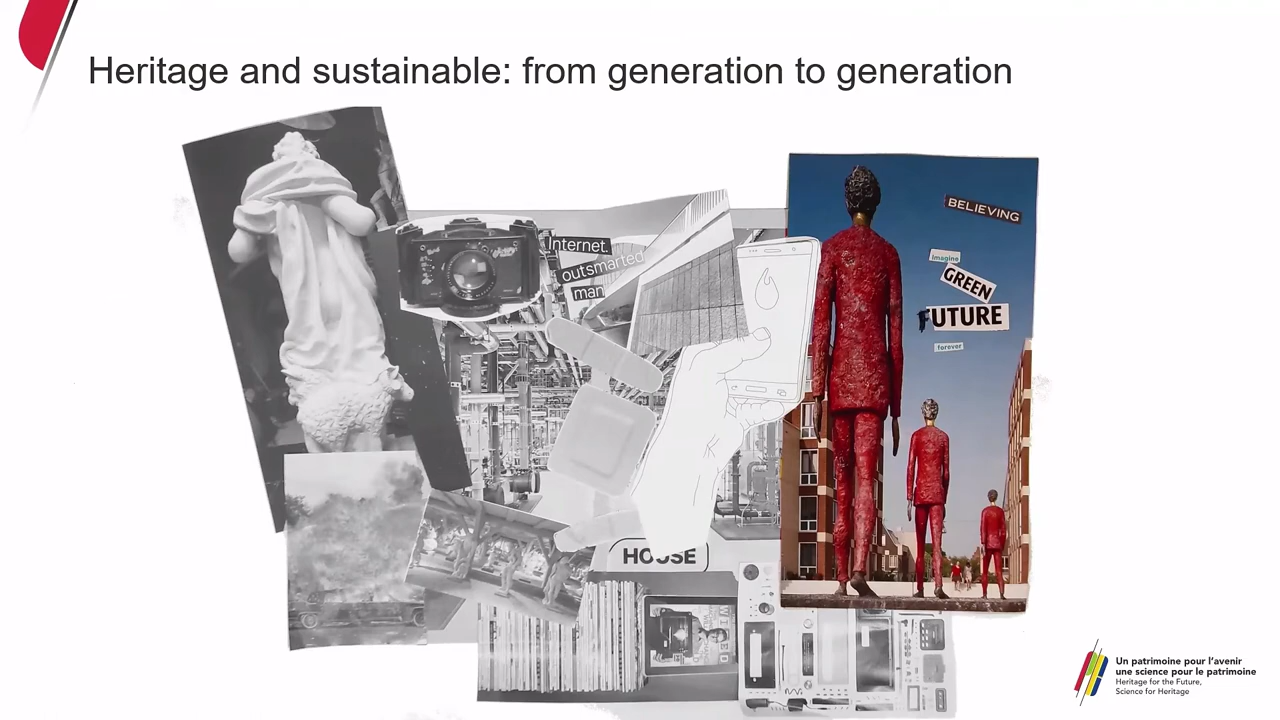 Heritage and sustainable: from generation to generation
BELIEVING
Internet.
outsmarted
man
imagine
GREEN
FUTURE
forever
HOUSE
WIRED
Un patrimoine pour l'avenir
une science pour le patrimoine
Heritage for the Future,
Science for Heritage